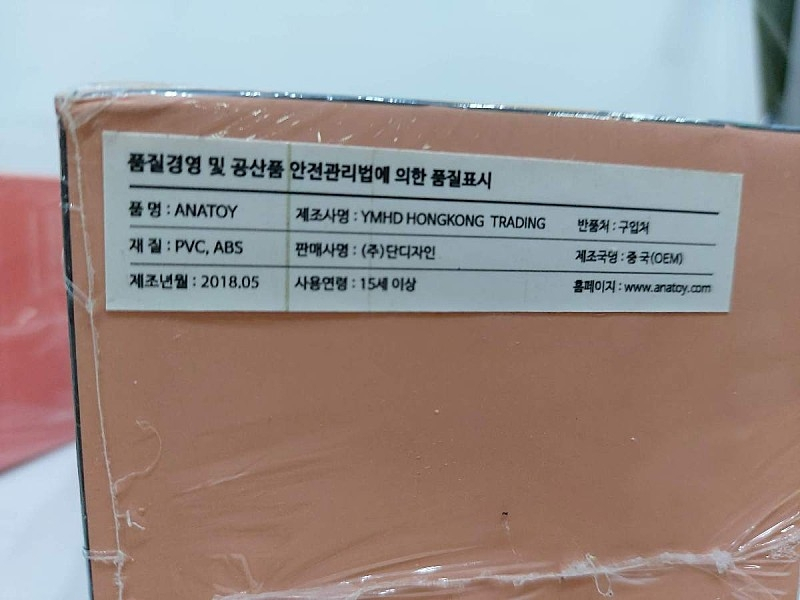 품질경영 및 공산품 안전관리법에 의한 품질표시
품 명 : ANATOY 제조사명 : YMHD HONGKONG TRADING 반품처 : 구입처
재 질 : PVC, ABS 판매사명 : (주)단디자인 제조국명 : 중 국(OEM)
제조년월 : 2018.05 사용연령 : 15세 이상 홈페이지 : www.anatoy.com